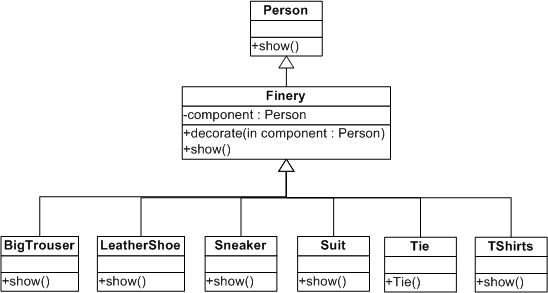 Person
+show()
Finery
-component : Person
+decorate(in component : Person)
+show()
BigTrouser
LeatherShoe
Sneaker
Suit
Tie
TShirts
+show()
+show()
+show()
+show()
+Tie()
+show()